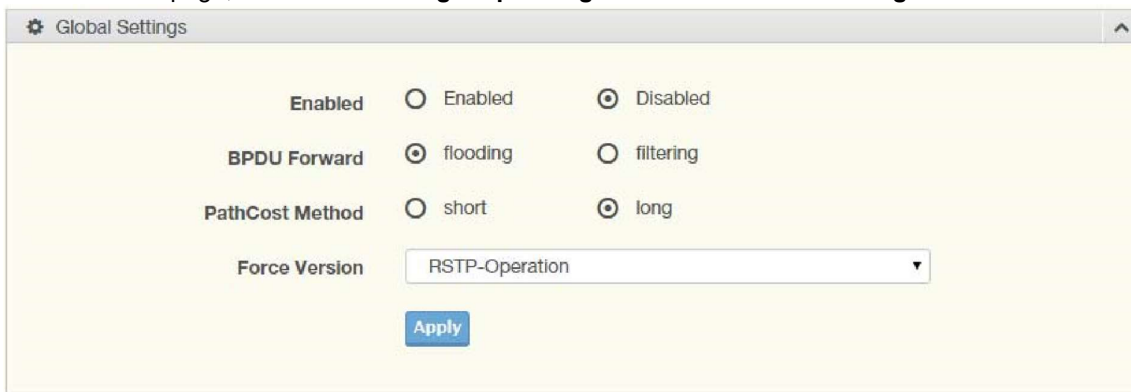 Global Settings
Enabled Enabled Disabled
BPDU Forward flooding filtering
PathCost Method short long
Force Version RSTP-Operation
Apply